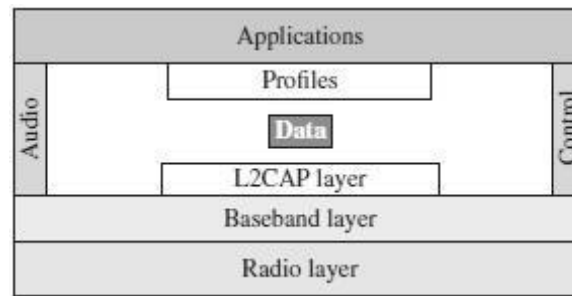 Applications
Profiles
Audio
Data
Control
L2CAP layer
Baseband layer
Radio layer